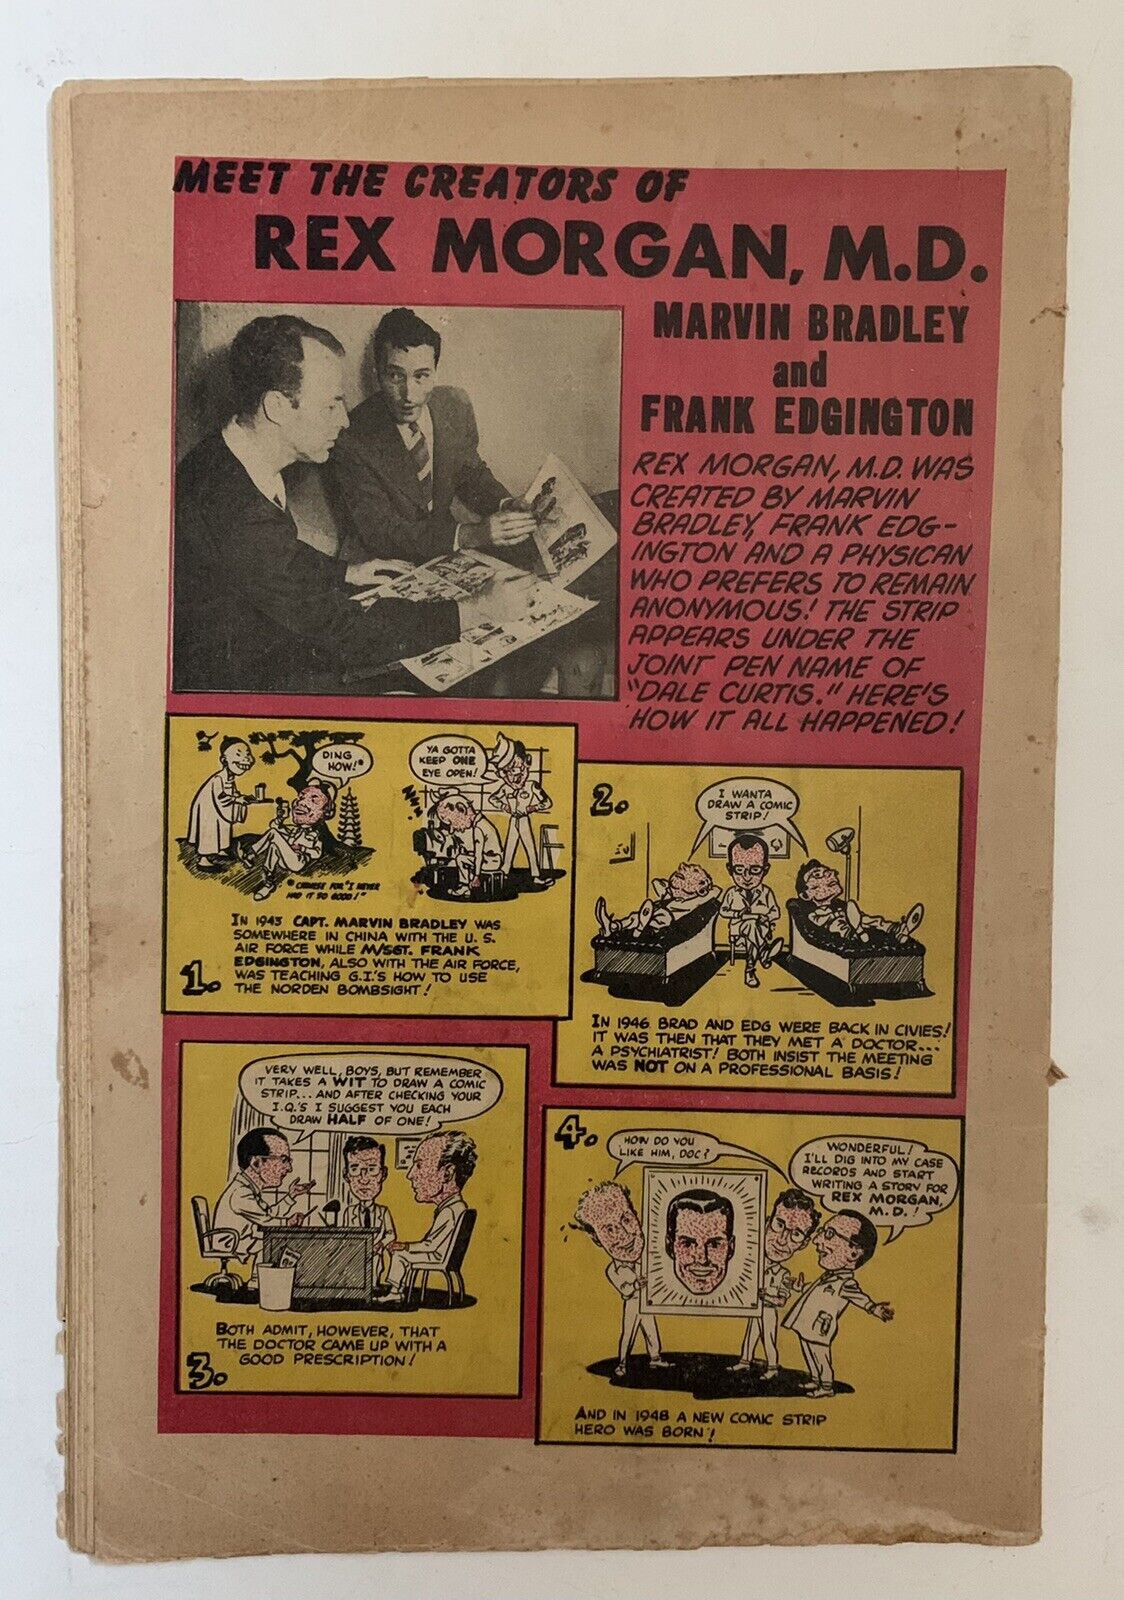 MEET THE CREATORS OF
REX MORGAN, M.D.
MARVIN BRADLEY
and
FRANK EDGINGTON
REX MORGAN, M.D. WAS
CREATED BY MARVIN
BRADLEY, FRANK EDG-
INGTON AND A PHYSICAN
WHO PREFERS TO REMAIN
ANONYMOUS! THE STRIP
APPEARS UNDER THE
JOINT PEN NAME OF
"DALE CURTIS." HERE'S
HOW IT ALL HAPPENED!
DING
HOW!*
* CHINESE FOR "I NEVER
HAD IT SO GOOD!"
YA GOTTA
KEEP ONE
EYE OPEN!
IN 1943 CAPT. MARVIN BRADLEY WAS
SOMEWHERE IN CHINA WITH THE U.S.
AIR FORCE WHILE M/SGT. FRANK
EDGINGTON, ALSO WITH THE AIR FORCE,
WAS TEACHING G.I.'S HOW TO USE
THE NORDEN BOMBSIGHT!
1.
2.
I WANTA
DRAW A COMIC
STRIP!
IN 1946 BRAD AND EDG WERE BACK IN CIVIES!
IT WAS THEN THAT THEY MET A DOCTOR...
A PSYCHIATRIST! BOTH INSIST THE MEETING
WAS NOT ON A PROFESSIONAL BASIS!
VERY WELL, BOYS, BUT REMEMBER
IT TAKES A WIT TO DRAW A COMIC
STRIP... AND AFTER CHECKING YOUR
I.Q.'S I SUGGEST YOU EACH
DRAW HALF OF ONE!
BOTH ADMIT, HOWEVER, THAT
THE DOCTOR CAME UP WITH A
GOOD PRESCRIPTION!
3.
4.
HOW DO YOU
LIKE HIM, DOC?
WONDERFUL!
I'LL DIG INTO MY CASE
RECORDS AND START
WRITING A STORY FOR
REX MORGAN,
M.D.!
AND IN 1948 A NEW COMIC STRIP
HERO WAS BORN!